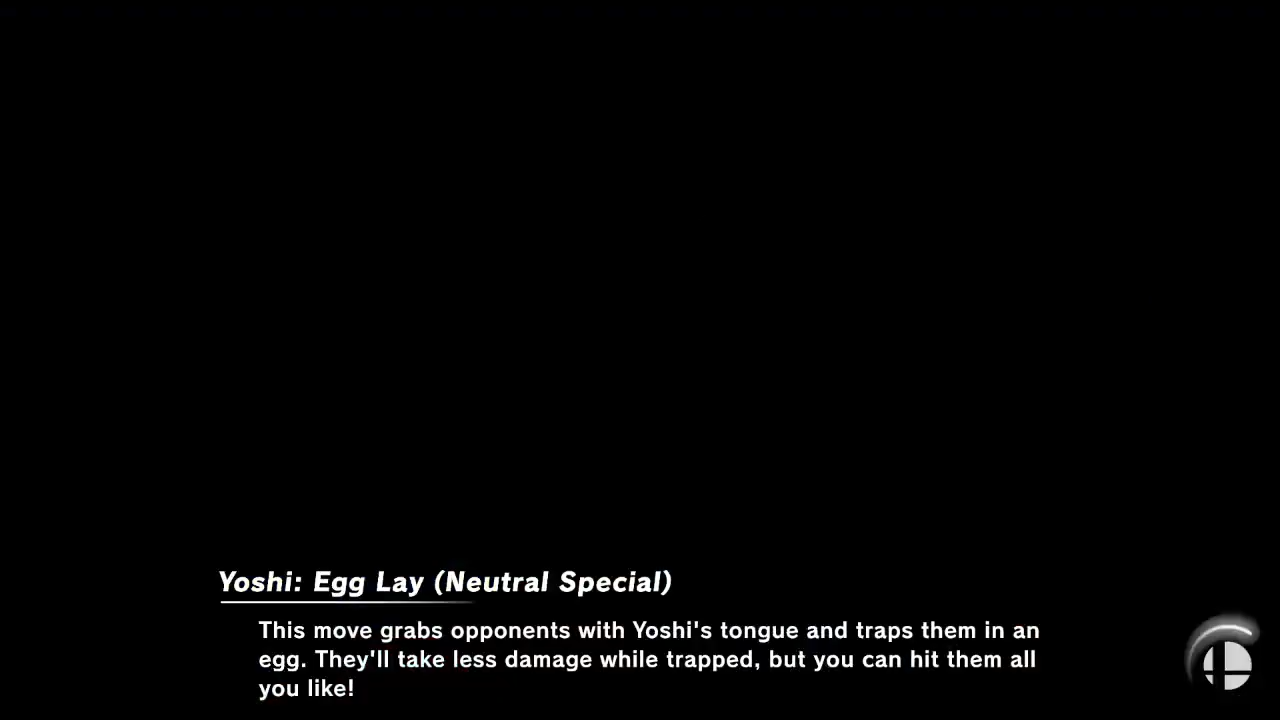 Yoshi: Egg Lay (Neutral Special)
This move grabs opponents with Yoshi's tongue and traps them in an
egg. They'll take less damage while trapped, but you can hit them all
you like!